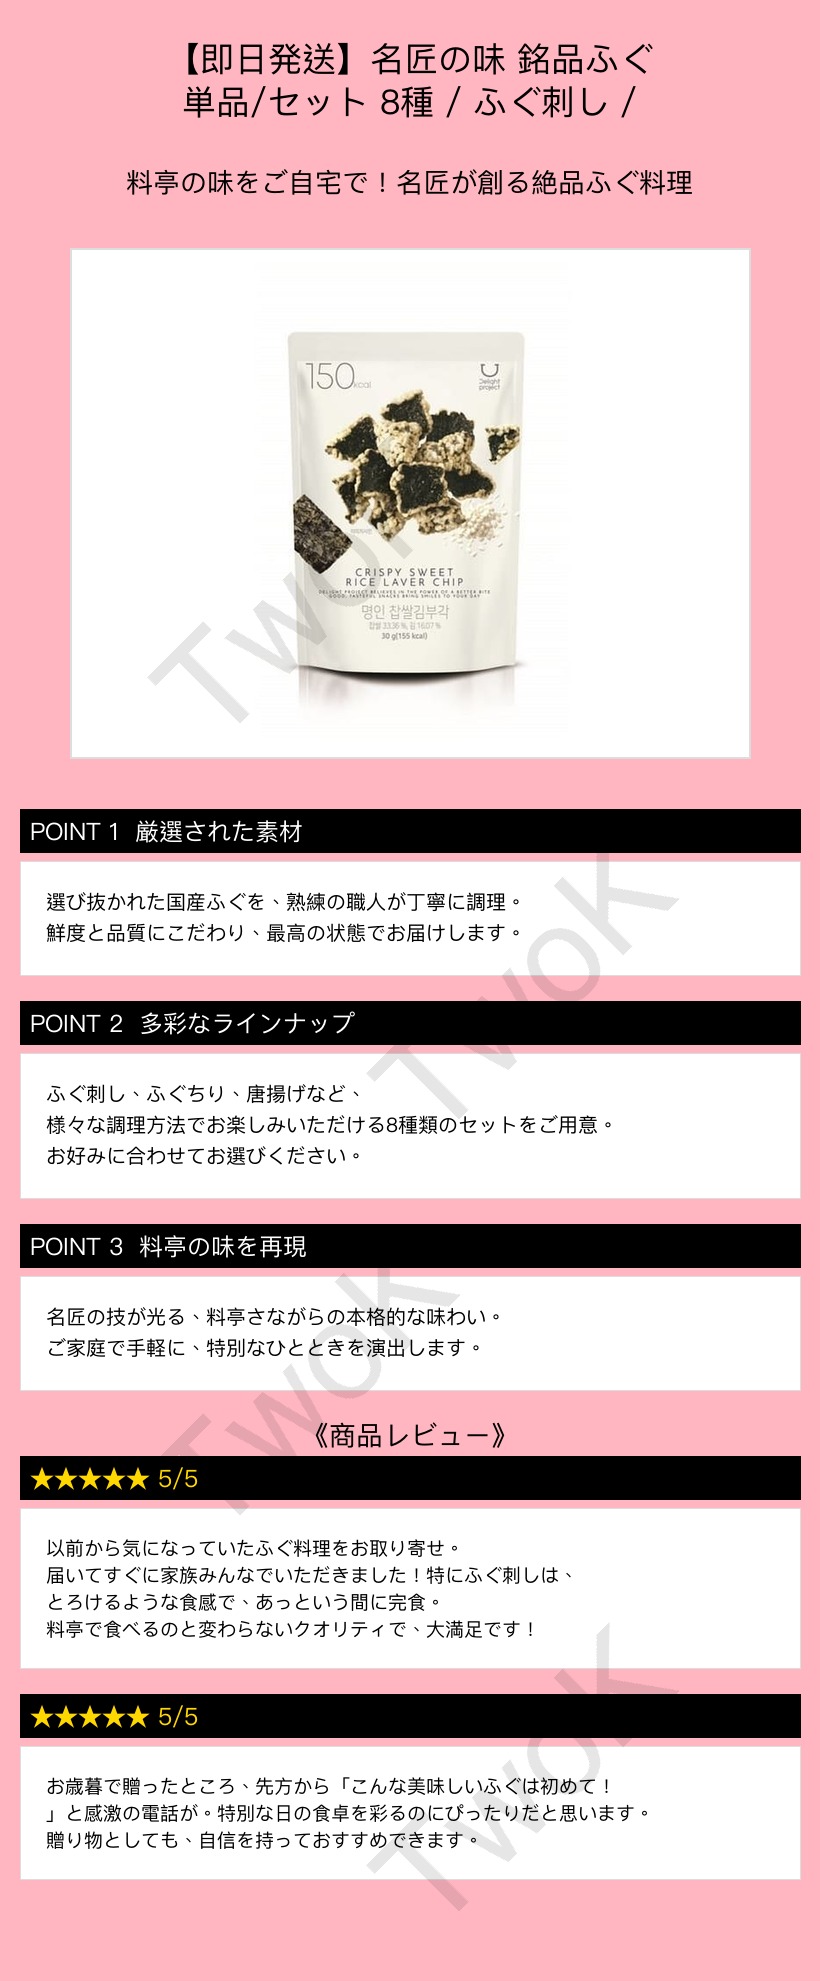 【即日発送】名匠の味 銘品ふぐ
単品/セット 8種 / ふぐ刺し /
料亭の味をご自宅で！名匠が創る絶品ふぐ料理
150kcal
Delight
project
CRISPY SWEET
RICE LAVER CHIP
DELIGHT PROJECT BELIEVES IN THE POWER OF A BETTER BITE
GOOD, TASTEFUL SNACKS BRING SMILES TO YOUR DAY
명인 찹쌀김부각
찹쌀 33.36 %, 김 16.07 %
30 g(155 kcal)
TwoK
POINT 1 厳選された素材
選び抜かれた国産ふぐを、熟練の職人が丁寧に調理。
鮮度と品質にこだわり、最高の状態でお届けします。
TwoK
POINT 2 多彩なラインナップ
ふぐ刺し、ふぐちり、唐揚げなど、
様々な調理方法でお楽しみいただける8種類のセットをご用意。
お好みに合わせてお選びください。
POINT 3 料亭の味を再現
名匠の技が光る、料亭さながらの本格的な味わい。
ご家庭で手軽に、特別なひとときを演出します。
TwoK
《商品レビュー》
★★★★★ 5/5
以前から気になっていたふぐ料理をお取り寄せ。
届いてすぐに家族みんなでいただきました！特にふぐ刺しは、
とろけるような食感で、あっという間に完食。
料亭で食べるのと変わらないクオリティで、大満足です！
★★★★★ 5/5
お歳暮で贈ったところ、先方から「こんな美味しいふぐは初めて！
」と感激の電話が。特別な日の食卓を彩るのにぴったりだと思います。
贈り物としても、自信を持っておすすめできます。
TwoK